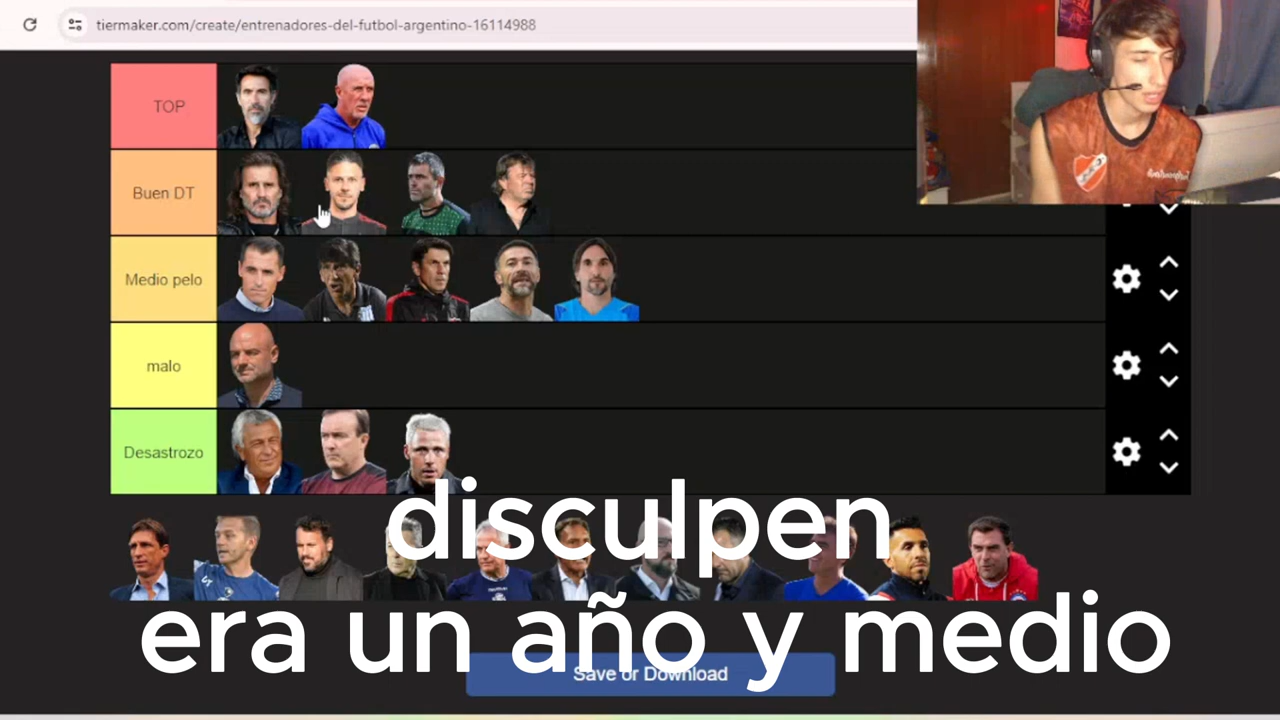 tiermaker.com/create/entrenadores-del-futbol-argentino-16114988
TOP
Buen DT
Medio pelo
malo
Desastrozo
disculpen
era un año y medio
Save or Download